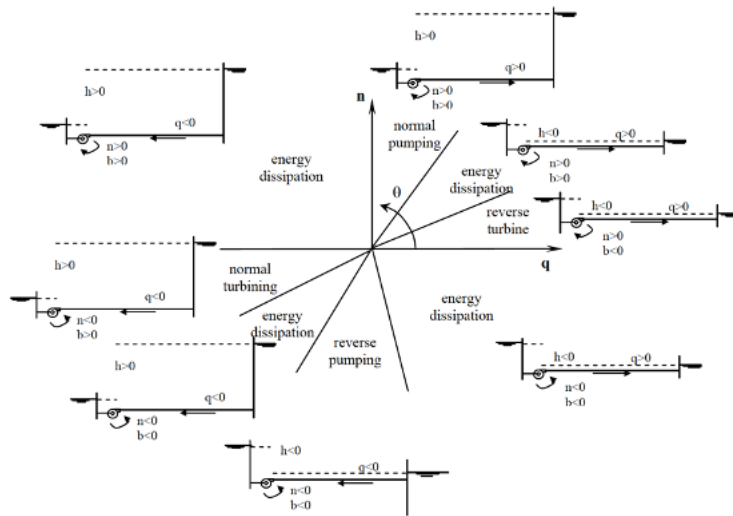 h>0
q>0
n>0
b>0
h>0
q<0
n>0
b>0
n
normal
pumping
h<0
q>0
n>0
b>0
energy
dissipation
θ
energy
dissipation
reverse
turbine
h<0
q>0
n>0
b<0
q
h>0
q<0
n<0
b>0
normal
turbining
energy
dissipation
energy
dissipation
reverse
pumping
h>0
q<0
n<0
b<0
h<0
q>0
n<0
b<0
h<0
q<0
n<0
b<0